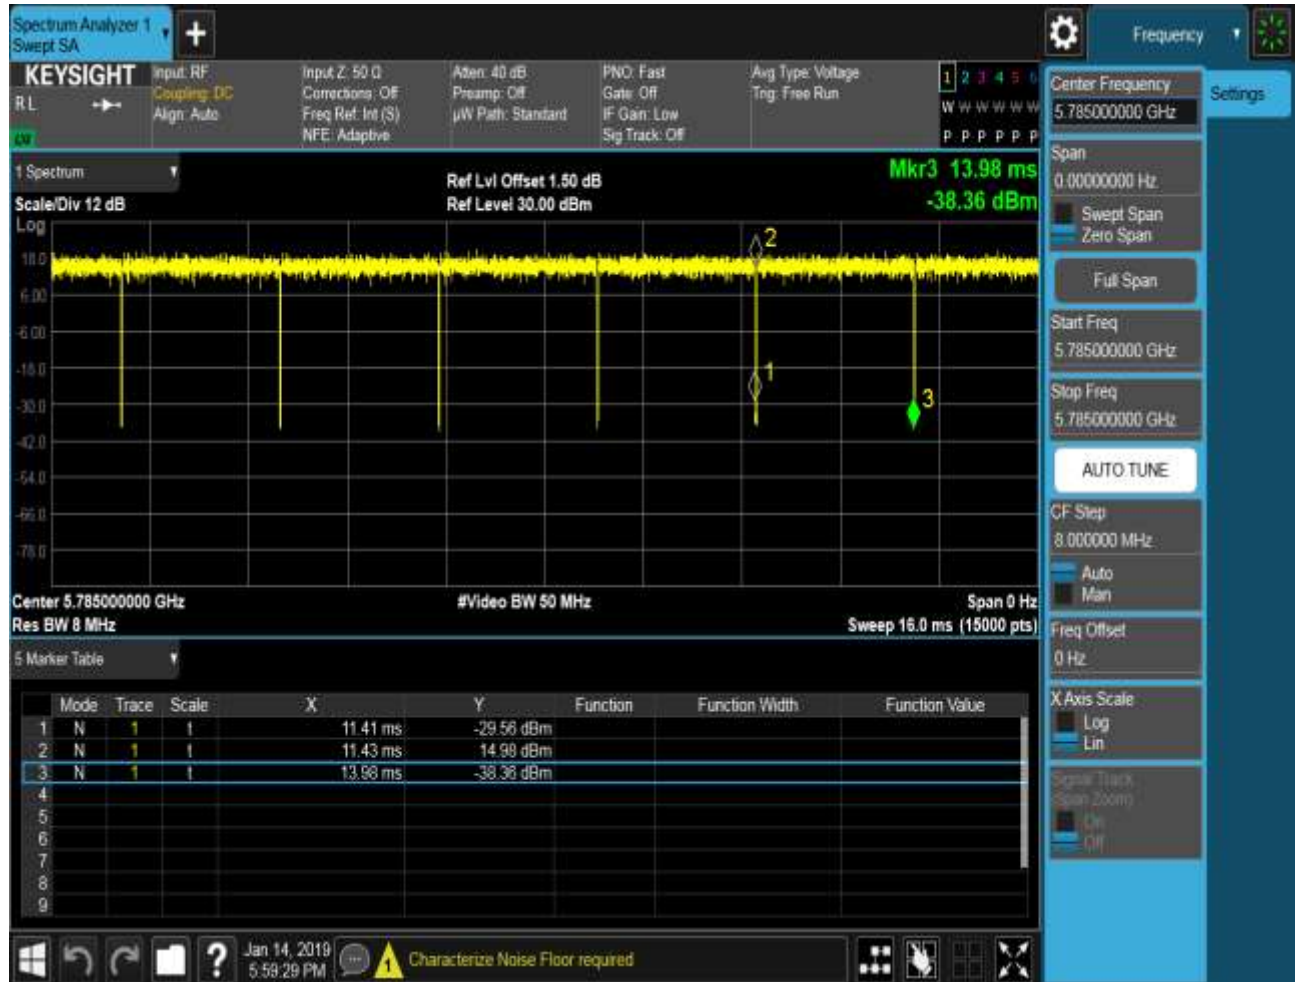 Spectrum Analyzer 1
Swept SA
+
Frequency
KEYSIGHT
RL
Input: RF
Coupling: DC
Align: Auto
Input Z: 50 Ω
Corrections: Off
Freq Ref: Int (S)
NFE: Adaptive
Atten: 40 dB
Preamp: Off
µW Path: Standard
PNO: Fast
Gate: Off
IF Gain: Low
Sig Track: Off
Avg Type: Voltage
Trig: Free Run
1 2 3 4 5 6
W W W W W W
P P P P P P
1 Spectrum
Scale/Div 12 dB
Ref Lvl Offset 1.50 dB
Ref Level 30.00 dBm
Mkr3 13.98 ms
-38.36 dBm
Log
18.0
6.00
-6.00
-18.0
-30.0
-42.0
-54.0
-66.0
-78.0
2
1
3
Center 5.785000000 GHz
Res BW 8 MHz
#Video BW 50 MHz
Span 0 Hz
Sweep 16.0 ms (15000 pts)
5 Marker Table
Mode Trace Scale X Y Function Function Width Function Value
1 N 1 t 11.41 ms -29.56 dBm
2 N 1 t 11.43 ms 14.98 dBm
3 N 1 t 13.98 ms -38.36 dBm
4
5
6
7
8
9
Jan 14, 2019
5:59:29 PM
Characterize Noise Floor required
Center Frequency
5.785000000 GHz
Settings
Span
0.00000000 Hz
Swept Span
Zero Span
Full Span
Start Freq
5.785000000 GHz
Stop Freq
5.785000000 GHz
AUTO TUNE
CF Step
8.000000 MHz
Auto
Man
Freq Offset
0 Hz
X Axis Scale
Log
Lin
Signal Track
(Span Zoom)
On
Off